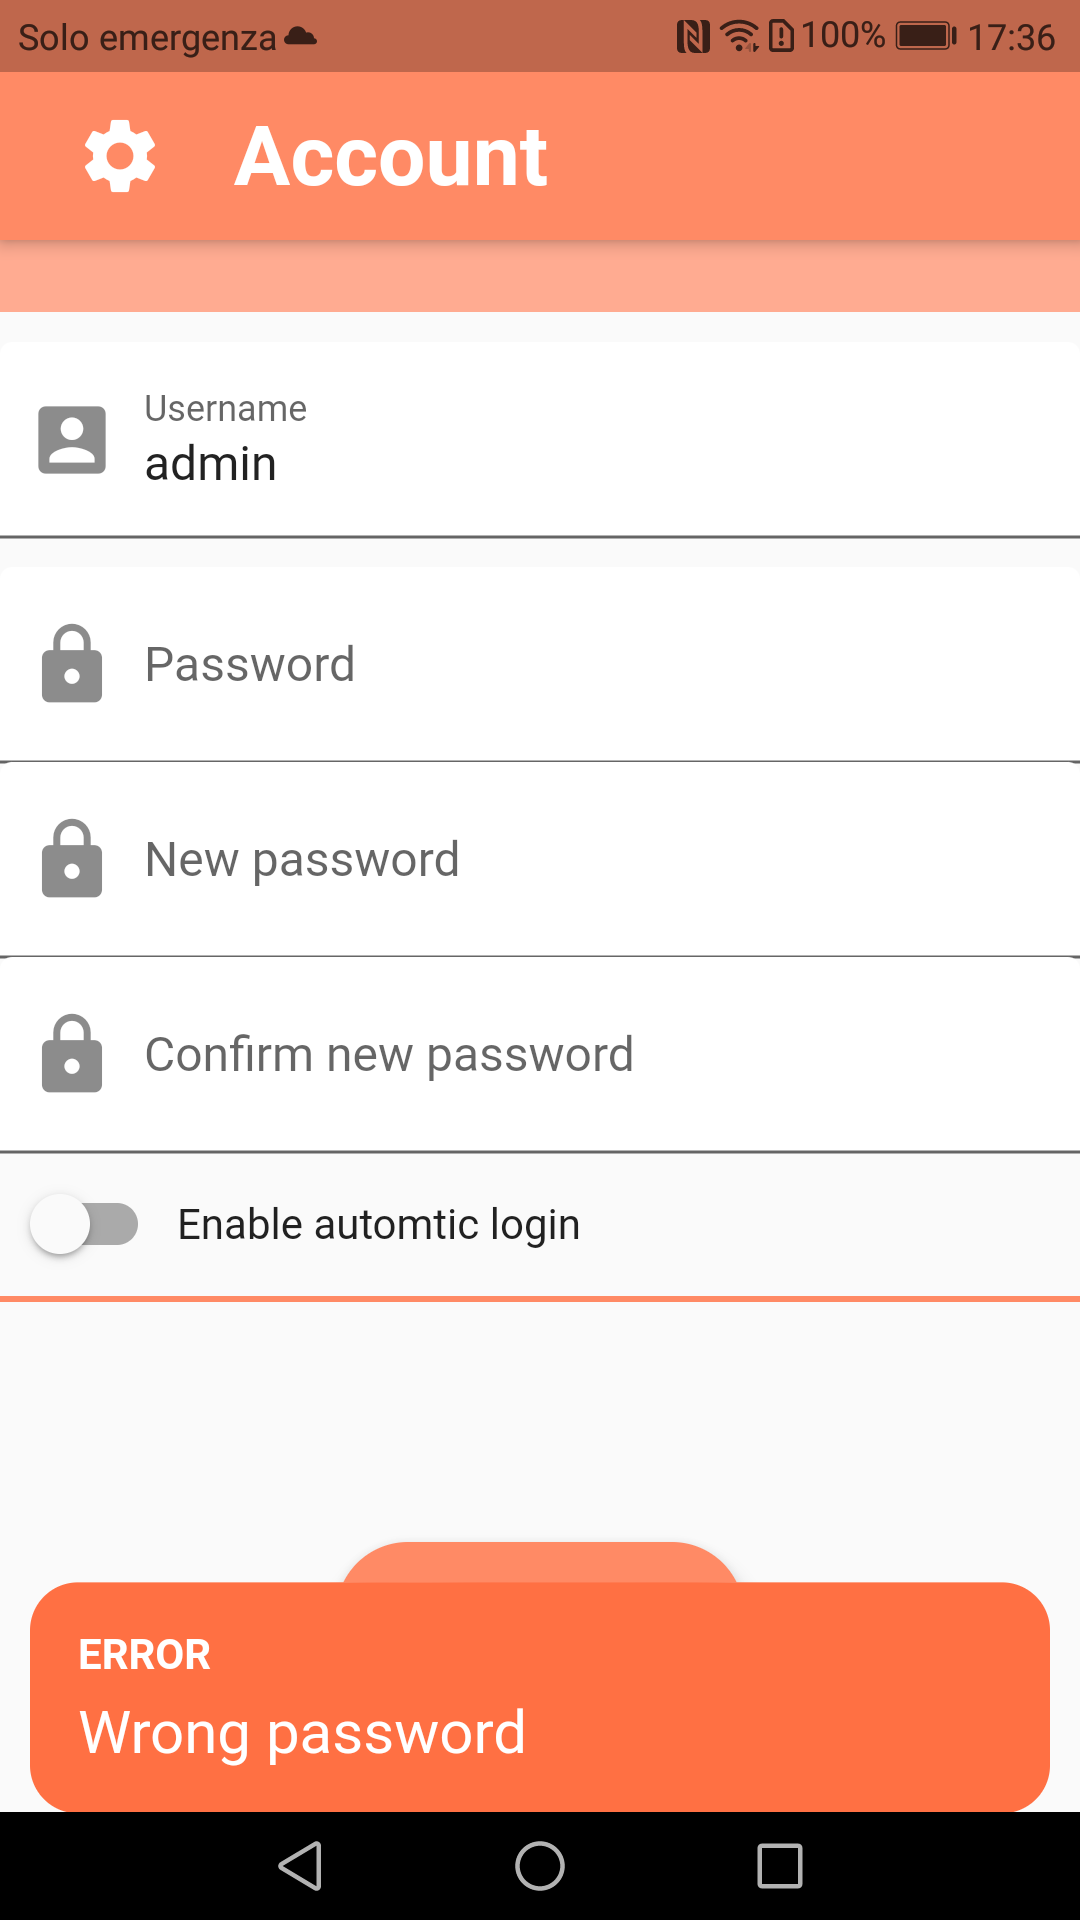 Solo emergenza 100% 17:36
Account
Username
admin
Password
New password
Confirm new password
Enable automtic login
ERROR
Wrong password